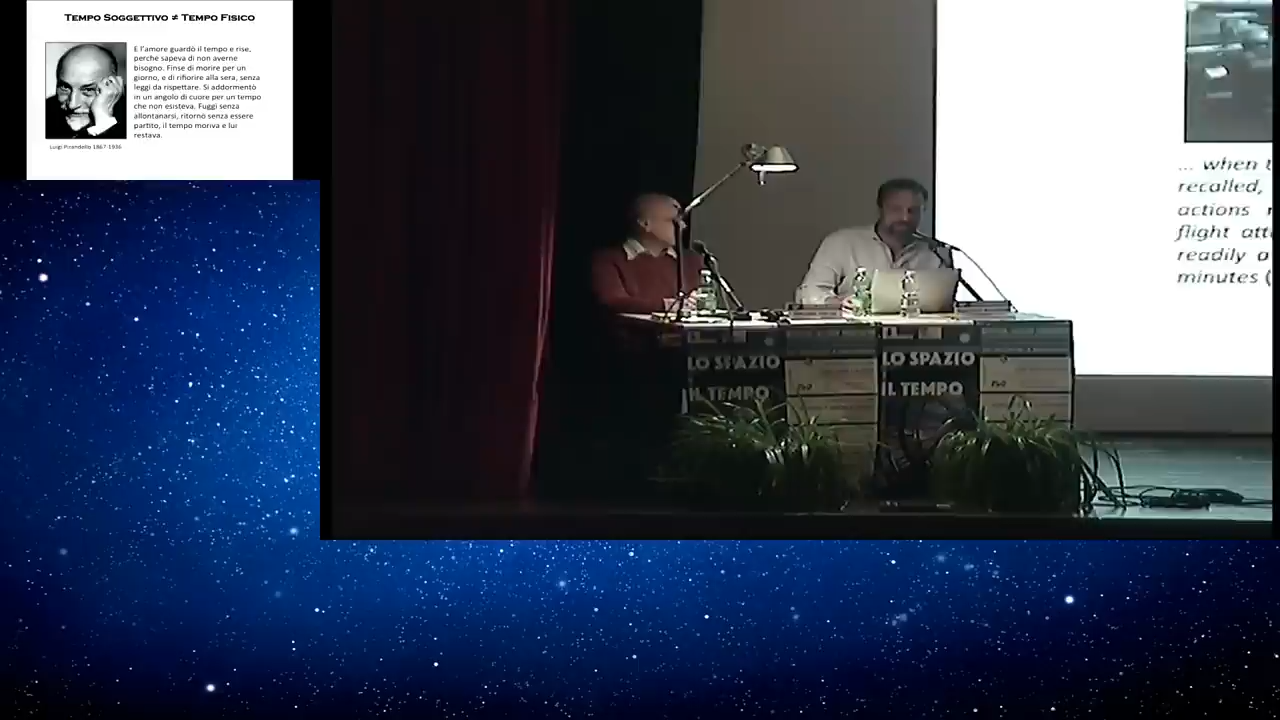 TEMPO SOGGETTIVO ≠ TEMPO FISICO
E l'amore guardò il tempo e rise,
perche sapeva di non averne
bisogno. Finse di morire per un
giorno, e di rifiorire alla sera, senza
leggi da rispettare. Si addormentò
in un angolo di cuore per un tempo
che non esisteva. Fuggi senza
allontanarsi, ritornò senza essere
partito, il tempo moriva e lui
restava.
Luigi Pirandello 1867-1936
... when
recalled,
actions
flight
readily
minutes (
LO SPAZIO
IL TEMPO
LO SPAZIO
IL TEMPO